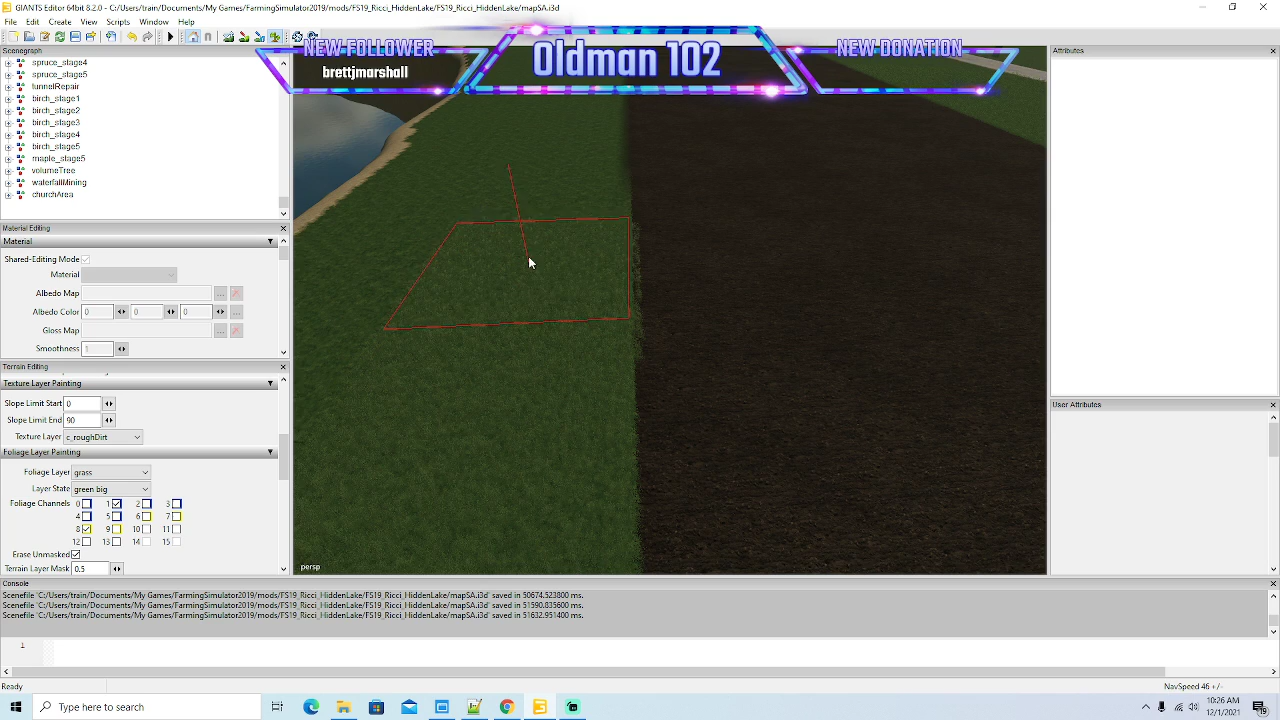 GIANTS Editor 64bit 8.2.0 - C:/Users/train/Documents/My Games/FarmingSimulator2019/mods/FS19_Ricci_HiddenLake/FS19_Ricci_HiddenLake/mapSA.i3d
File
View
Create
Window
Scripts
Help
NEW FOLLOWER
brettjmarshall
Oldman 102
NEW DONATION
Attributes
spruce_stage4
spruce_stage5
lumberRopir
birch_stage1
birch_stage3
birch_stage4
birch_stage5
maple_stage5
volumeTree
waterfallMining
churchArea
Material Editing
Material
Shared-Editing Mode
Material
Albedo Map
...
Albedo Color 0 0 0 ...
Gloss Map
...
Smoothness 1
Terrain Editing
Texture Layer Painting
Slope Limit Start 0
Slope Limit End 90
Texture Layer c_roughDirt
Foliage Layer Painting
Foliage Layer grass
Layer State green big
Foliage Channels 0 1 2 3
5 6 7
8 9 10 11
12 13 14 15
Erase Unmasked
Terrain Layer Mask 0.5
persp
User Attributes
Console
Scenefile 'C:/Users/train/Documents/My Games/FarmingSimulator2019/mods/FS19_Ricci_HiddenLake/FS19_Ricci_HiddenLake/mapSA.i3d' saved in 50674.523800 ms.
Scenefile 'C:/Users/train/Documents/My Games/FarmingSimulator2019/mods/FS19_Ricci_HiddenLake/FS19_Ricci_HiddenLake/mapSA.i3d' saved in 51590.835600 ms.
Scenefile 'C:/Users/train/Documents/My Games/FarmingSimulator2019/mods/FS19_Ricci_HiddenLake/FS19_Ricci_HiddenLake/mapSA.i3d' saved in 51632.951400 ms.
1
Ready
NavSpeed 46 +/-
Type here to search
10:26 AM
12/1/2021